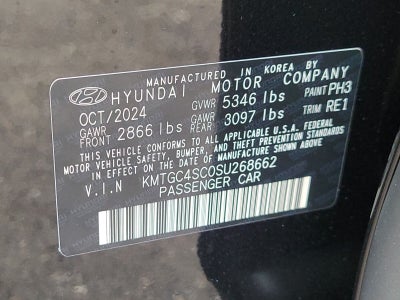 MANUFACTURED IN KOREA BY
HYUNDAI MOTOR COMPANY
OCT/2024 GVWR 5346 lbs PAINT PH3
GAWR FRONT 2866 lbs GAWR REAR 3097 lbs TRIM RE1
THIS VEHICLE CONFORMS TO ALL APPLICABLE U.S.A. FEDERAL
MOTOR VEHICLE SAFETY AND THEFT PREVENTION STANDARDS
IN EFFECT ON THE DATE OF MANUFACTURE SHOWN ABOVE.
V.I.N KMTGC4SC0SU268662
PASSENGER CAR